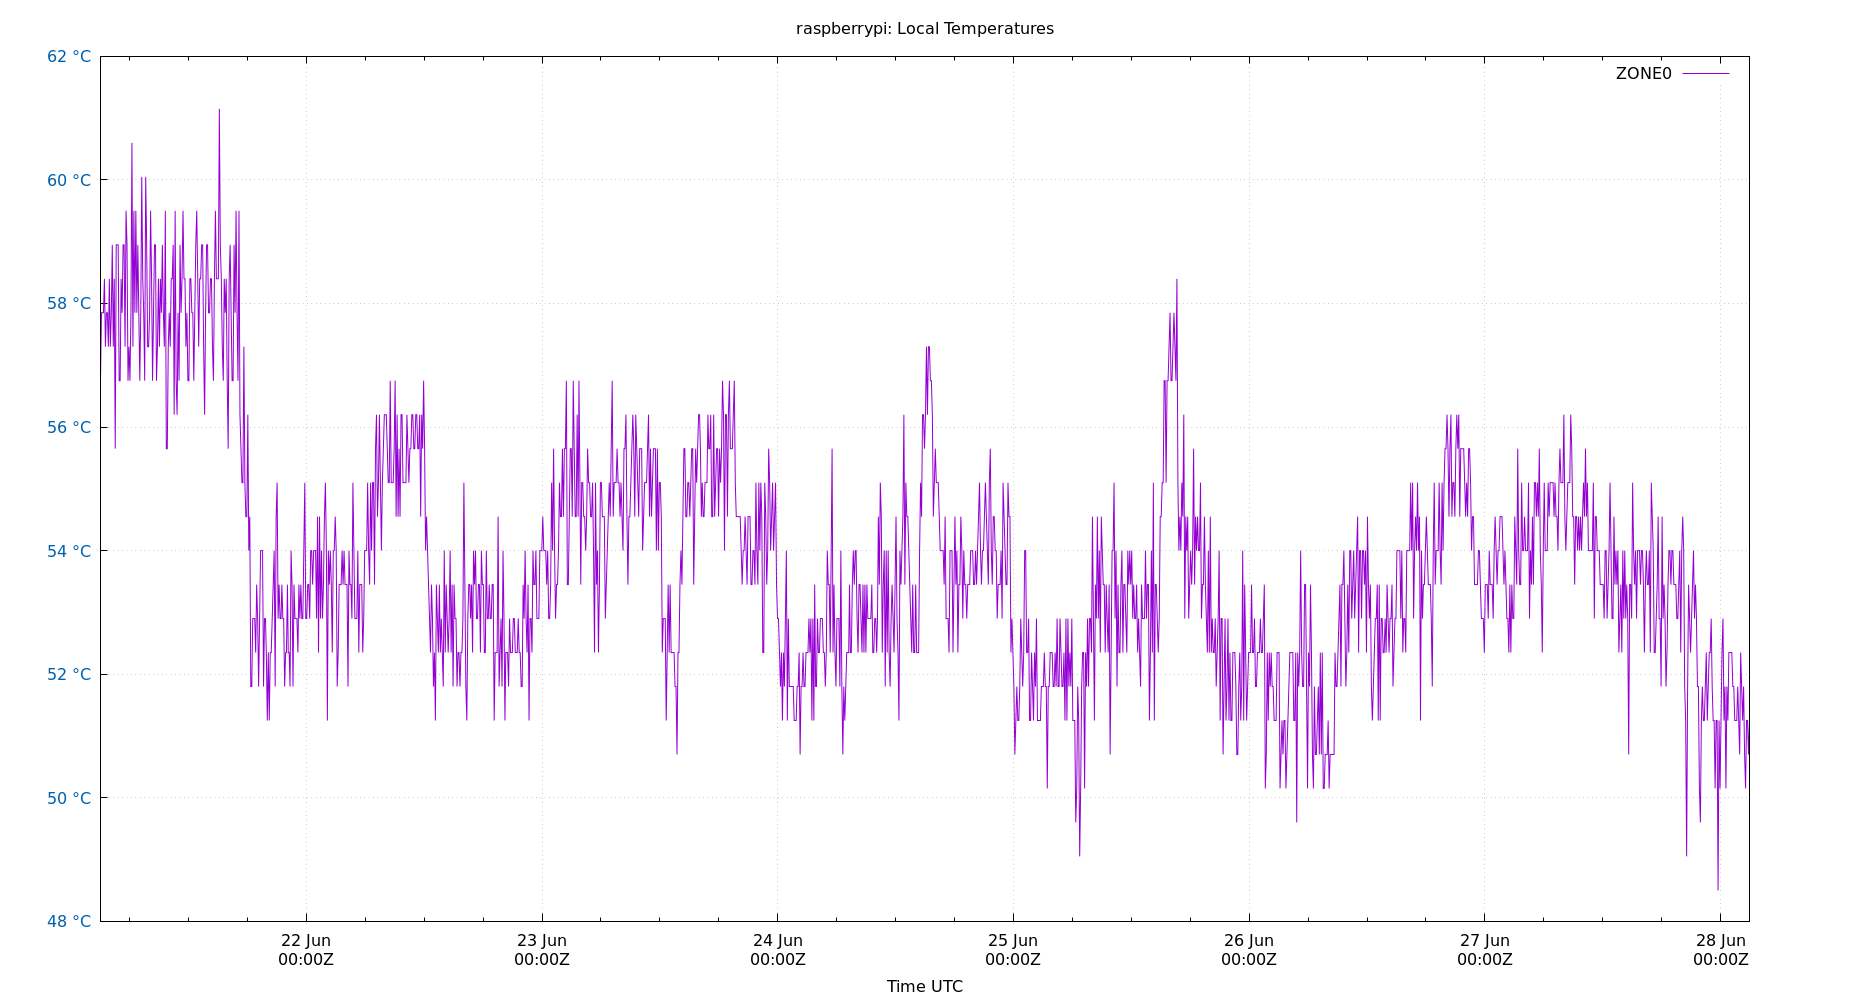 raspberrypi: Local Temperatures
62 °C
ZONE0
60 °C
58 °C
56 °C
54 °C
52 °C
50 °C
48 °C
22 Jun 23 Jun 24 Jun 25 Jun 26 Jun 27 Jun 28 Jun
00:00Z 00:00Z 00:00Z 00:00Z 00:00Z 00:00Z 00:00Z
Time UTC